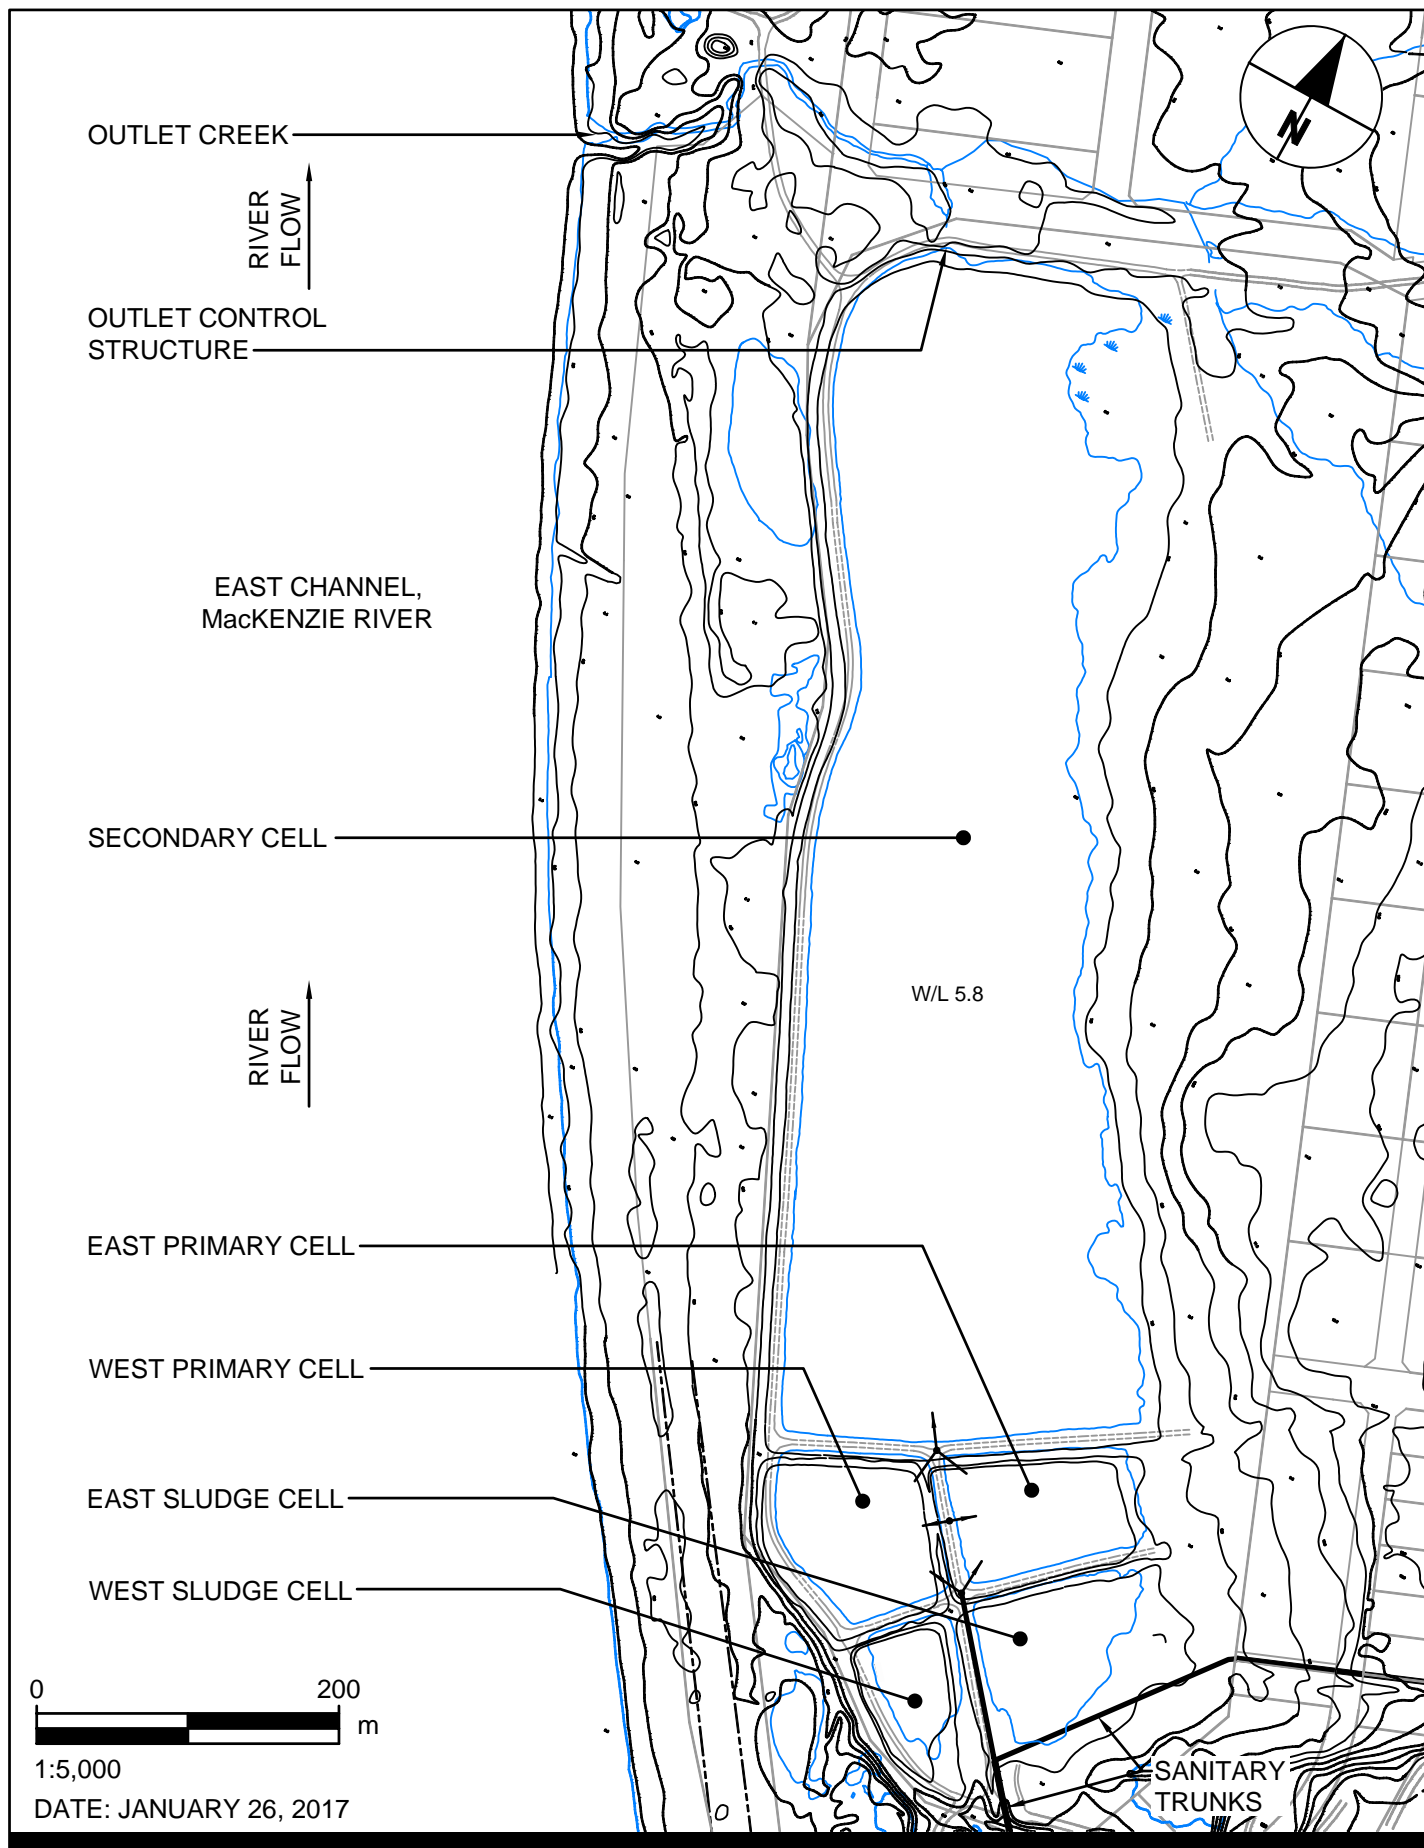 N
OUTLET CREEK
RIVER
FLOW
OUTLET CONTROL
STRUCTURE
EAST CHANNEL,
MacKENZIE RIVER
SECONDARY CELL
W/L 5.8
RIVER
FLOW
EAST PRIMARY CELL
WEST PRIMARY CELL
EAST SLUDGE CELL
WEST SLUDGE CELL
0 200
m
1:5,000
SANITARY
TRUNKS
DATE: JANUARY 26, 2017